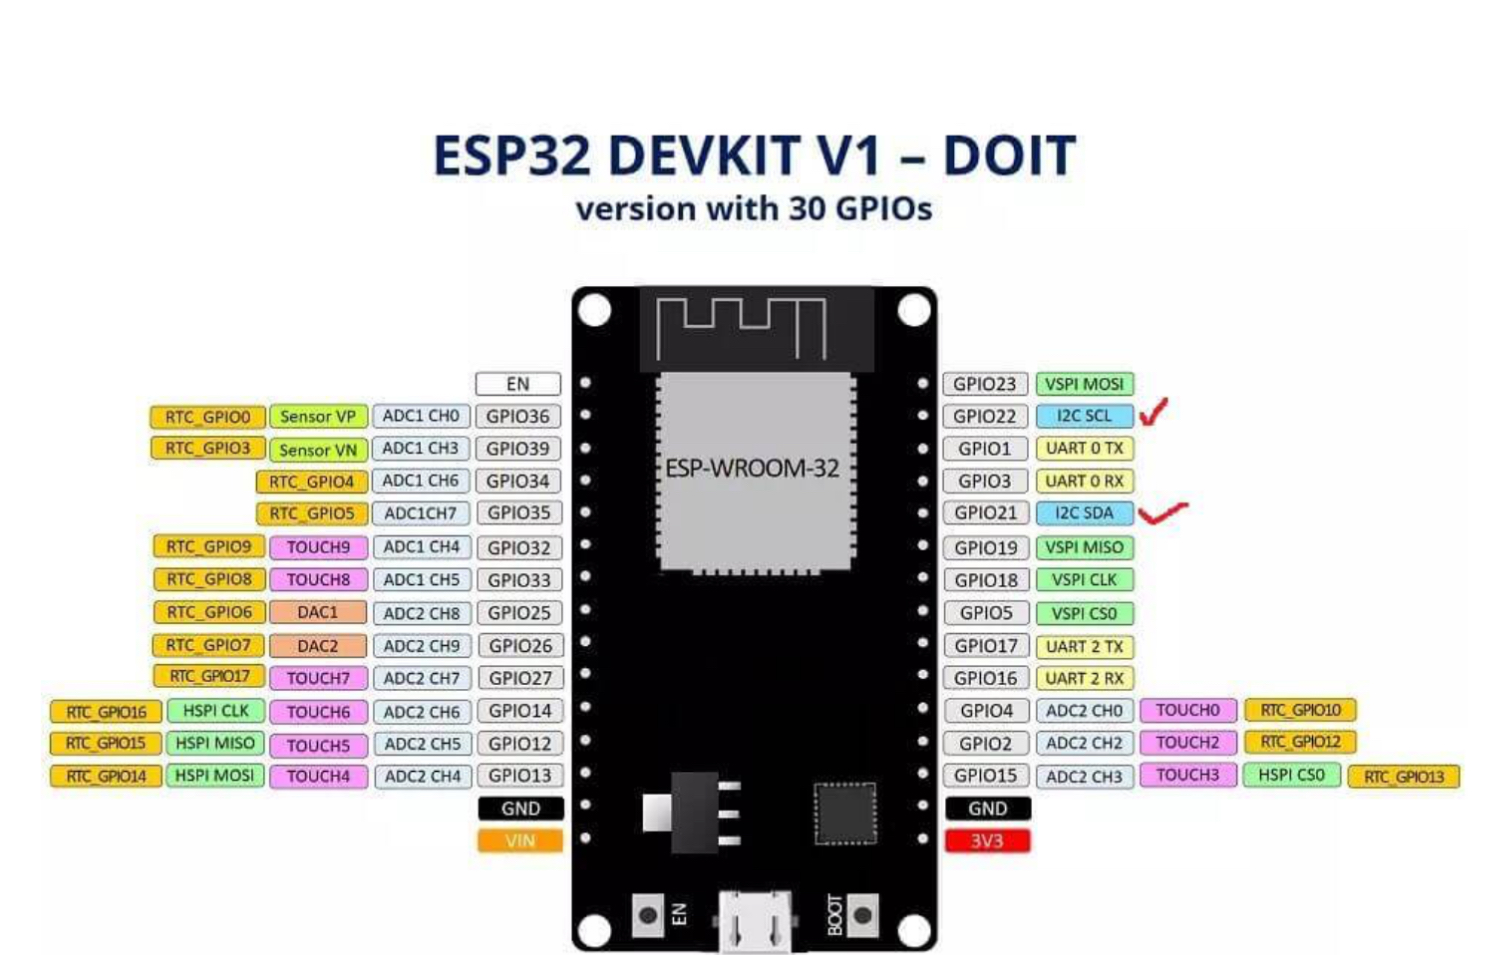 ESP32 DEVKIT V1 – DOIT
version with 30 GPIOs
EN GPIO23 VSPI MOSI
RTC_GPIO0 Sensor VP ADC1 CH0 GPIO36 GPIO22 I2C SCL
RTC_GPIO3 Sensor VN ADC1 CH3 GPIO39 GPIO1 UART 0 TX
ESP-WROOM-32
RTC_GPIO4 ADC1 CH6 GPIO34 GPIO3 UART 0 RX
RTC_GPIO5 ADC1CH7 GPIO35 GPIO21 I2C SDA
RTC_GPIO9 TOUCH9 ADC1 CH4 GPIO32 GPIO19 VSPI MISO
RTC_GPIO8 TOUCH8 ADC1 CH5 GPIO33 GPIO18 VSPI CLK
RTC_GPIO6 DAC1 ADC2 CH8 GPIO25 GPIO5 VSPI CS0
RTC_GPIO7 DAC2 ADC2 CH9 GPIO26 GPIO17 UART 2 TX
RTC_GPIO17 TOUCH7 ADC2 CH7 GPIO27 GPIO16 UART 2 RX
RTC_GPIO16 HSPI CLK TOUCH6 ADC2 CH6 GPIO14 GPIO4 ADC2 CH0 TOUCH0 RTC_GPIO10
RTC_GPIO15 HSPI MISO TOUCH5 ADC2 CH5 GPIO12 GPIO2 ADC2 CH2 TOUCH2 RTC_GPIO12
RTC_GPIO14 HSPI MOSI TOUCH4 ADC2 CH4 GPIO13 GPIO15 ADC2 CH3 TOUCH3 HSPI CS0 RTC_GPIO13
GND GND
VIN 3V3
EN BOOT